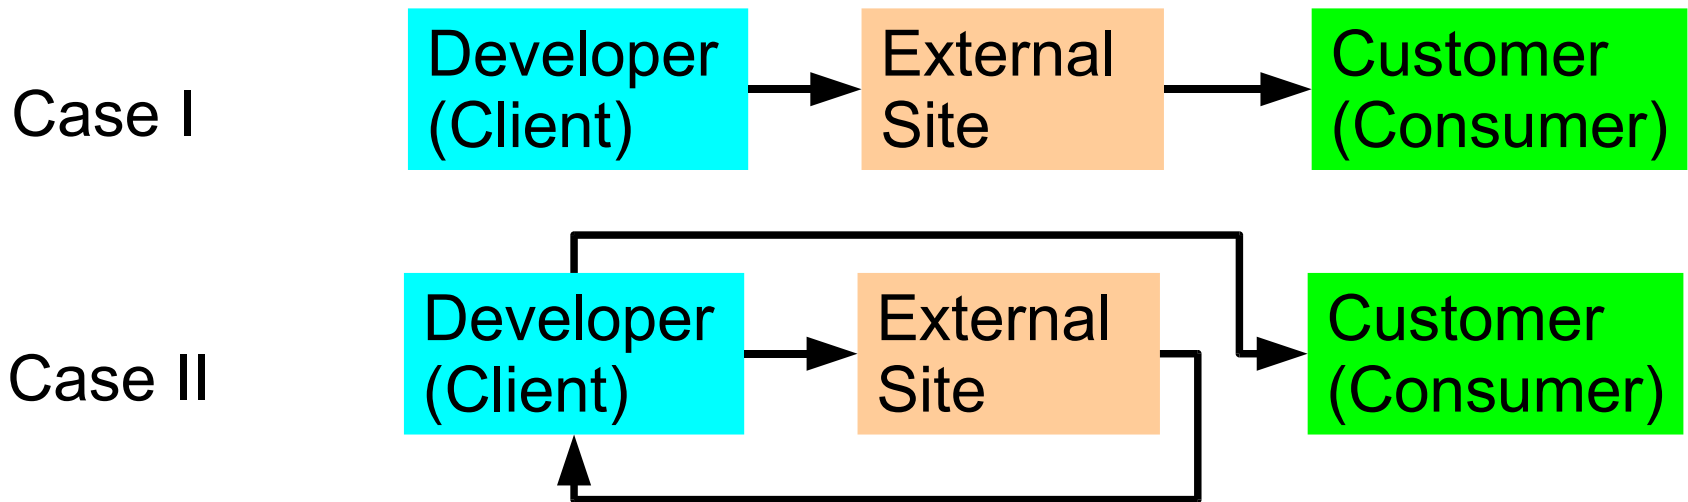 Case I
Developer
(Client)
External
Site
Customer
(Consumer)
Case II
Developer
(Client)
External
Site
Customer
(Consumer)